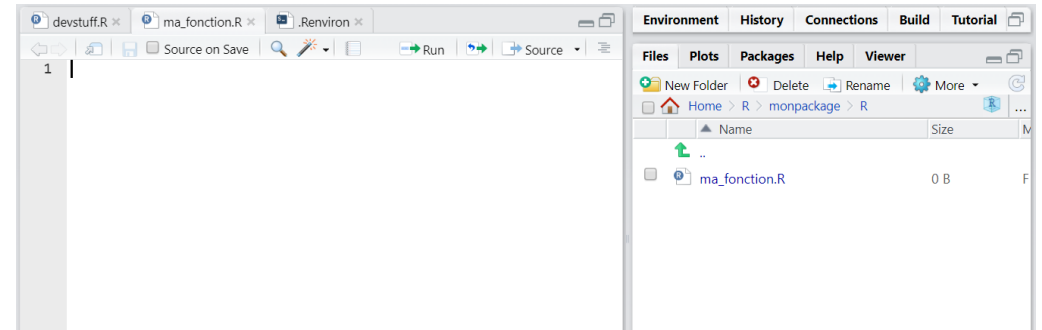 devstuff.R ma_fonction.R .Renviron
Source on Save Run Source
1
Environment History Connections Build Tutorial
Files Plots Packages Help Viewer
New Folder Delete Rename More
Home R monpackage R ...
Name Size M
..
ma_fonction.R 0 B F